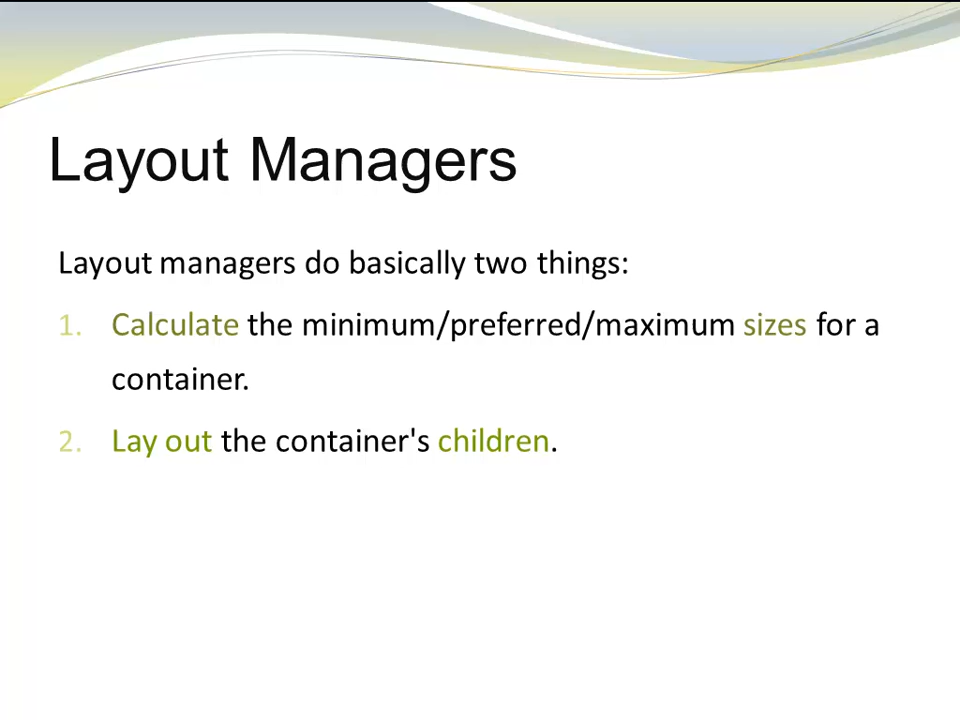 Layout Managers
Layout managers do basically two things:
1. Calculate the minimum/preferred/maximum sizes for a
container.
2. Lay out the container's children.